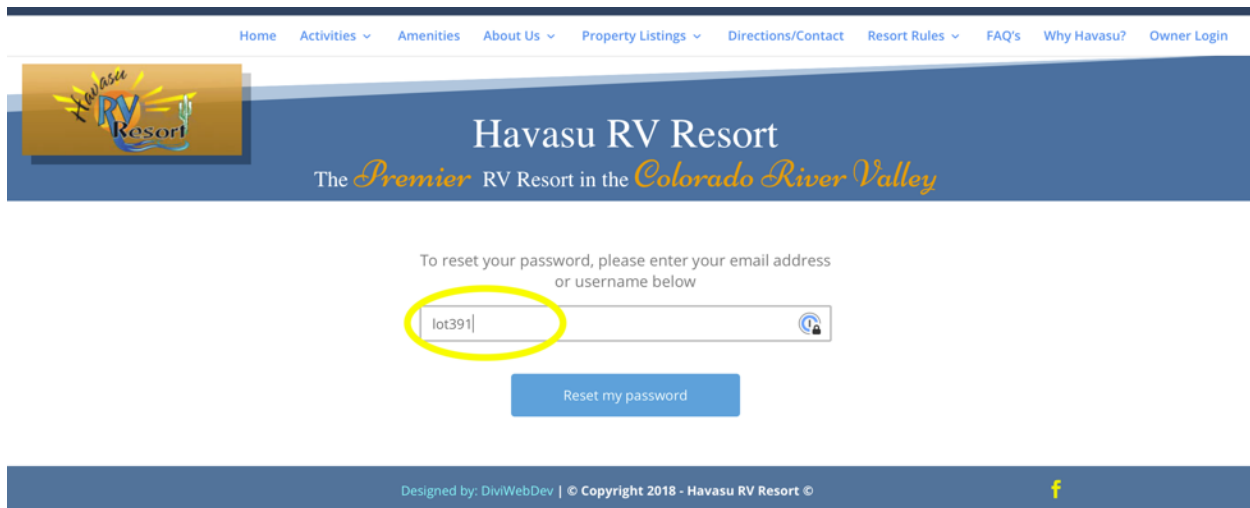 Home Activities Amenities About Us Property Listings Directions/Contact Resort Rules FAQ's Why Havasu? Owner Login
Havasu
RV
Resort
Havasu RV Resort
The Premier RV Resort in the Colorado River Valley
To reset your password, please enter your email address
or username below
lot391
Reset my password
Designed by: DiviWebDev | © Copyright 2018 - Havasu RV Resort ©
f